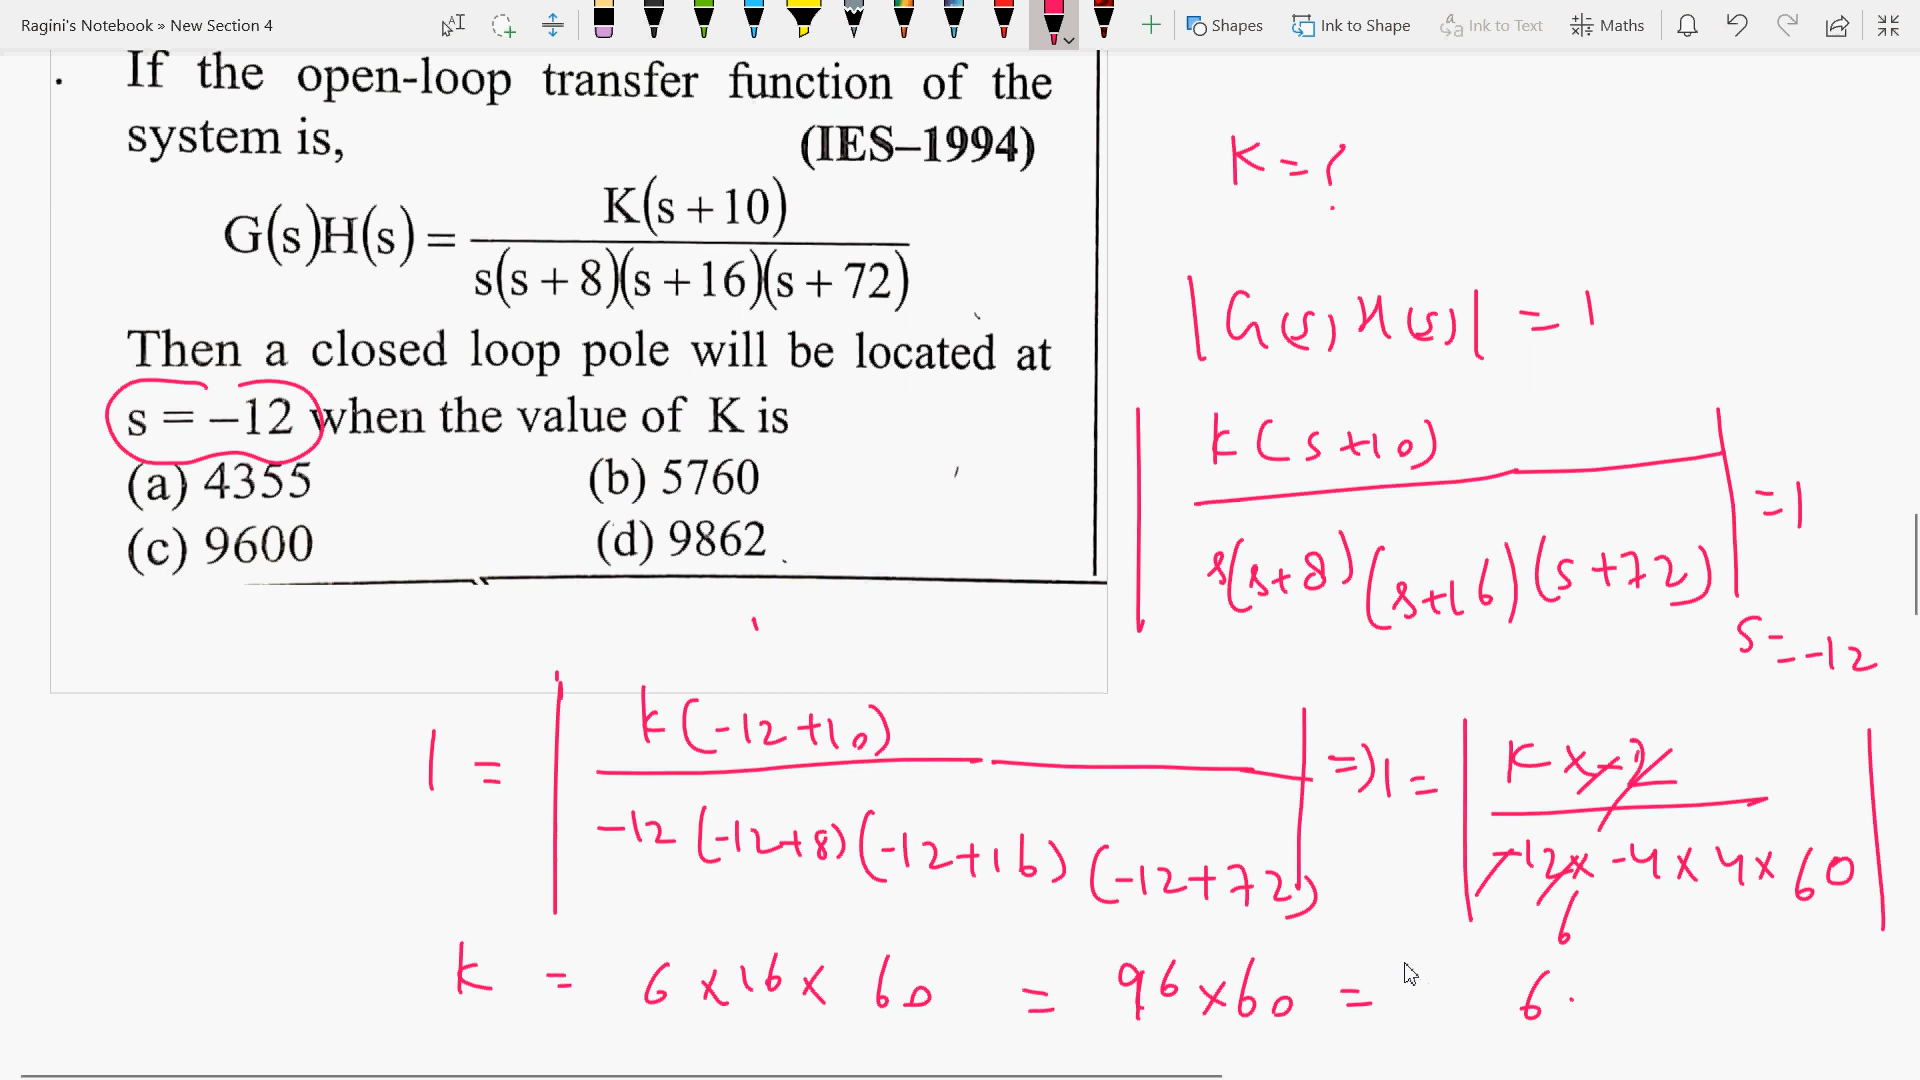 Ragini's Notebook » New Section 4
Shapes
Ink to Shape
Ink to Text
Maths
. If the open-loop transfer function of the
system is, (IES–1994)
G(s)H(s) = K(s + 10) / s(s + 8)(s + 16)(s + 72)
Then a closed loop pole will be located at
s = –12 when the value of K is
(a) 4355 (b) 5760
(c) 9600 (d) 9862
K = ?
|G(s) H(s)| = 1
|k(s+10) / s(s+8)(s+16)(s+72)| = 1
s = -12
1 = |k(-12+10) / -12(-12+8)(-12+16)(-12+72)| => 1 = |K x -2 / -12 x -4 x 4 x 60|
6
k = 6 x 16 x 60 = 96 x 60 = 6.